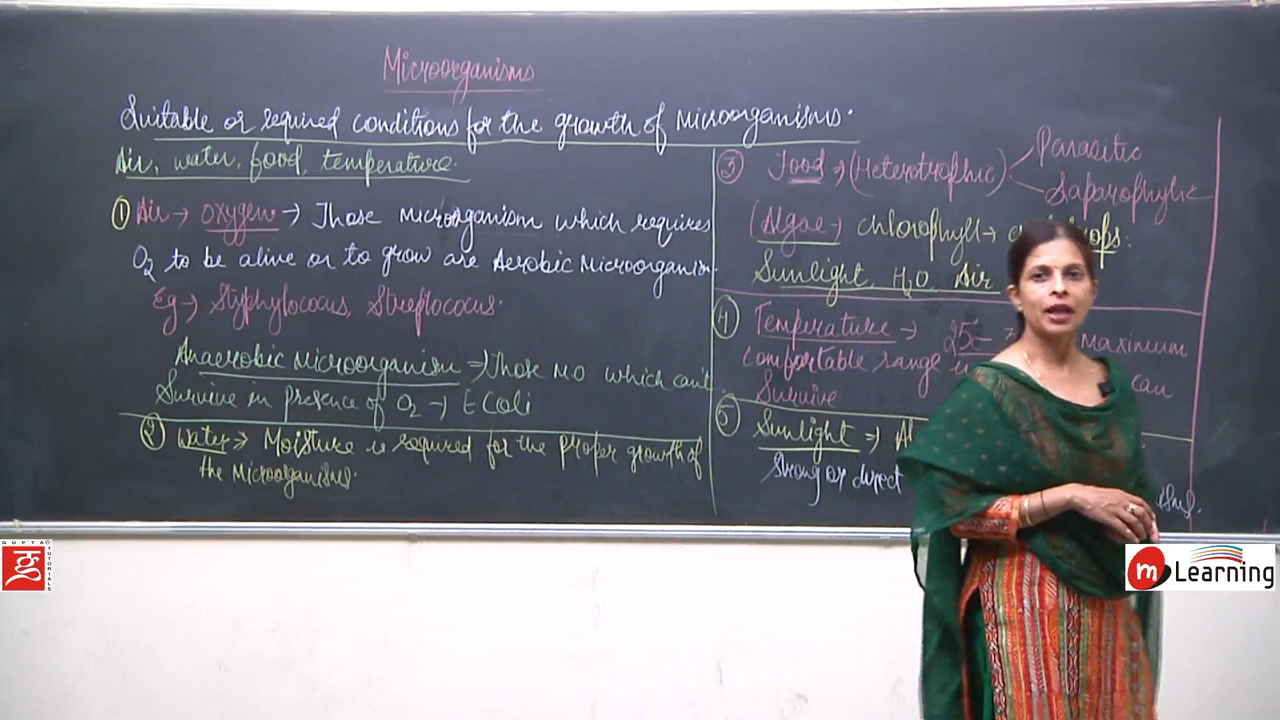 Microorganisms
Suitable or required conditions for the growth of Microorganisms.
Air, water, food, temperature.
① Air → oxygen → Those microorganism which requires
O₂ to be alive or to grow are Aerobic Microorganism.
Eg → Styphylococus, Streptococus.
Anaerobic Microorganism → Those M.O which can't
Survive in presence of O₂ → E Coli
② Water → Moisture is required for the proper growth of
the Microorganisms.
③ Food → (Heterotrophic)
Parasitic
Saparophytic
(Algae → chlorophyll →
Sunlight, H₂O, Air
④ Temperature → 25c maximum
Comfortable range can
Survive
⑤ Sunlight ⇒
Strong or direct
GUPTA TUTORIALS
m Learning